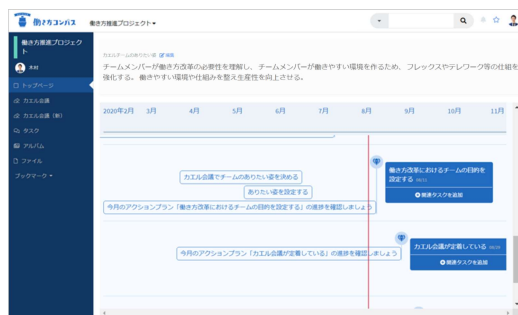 働き方コンパス
働き方推進プロジェクト
働き方推進プロジェク
ト
木村
トップページ
カエル会議
カエル会議（新）
タスク
アルバム
ファイル
ブックマーク
カエルチームのありたい姿 編集
チームメンバーが働き方改革の必要性を理解し、チームメンバーが働きやすい環境を作るため、フレックスやテレワーク等の仕組を
強化する。 働きやすい環境や仕組みを整え生産性を向上させる。
2020年2月 3月 4月 5月 6月 7月 8月 9月 10月 11月
カエル会議でチームのありたい姿を決める
ありたい姿を設定する
今月のアクションプラン「働き方改革におけるチームの目的を設定する」の進捗を確認しましょう
働き方改革におけるチームの目的を
設定する
関連タスクを追加
今月のアクションプラン「カエル会議が定着している」の進捗を確認しましょう
カエル会議が定着している
関連タスクを追加